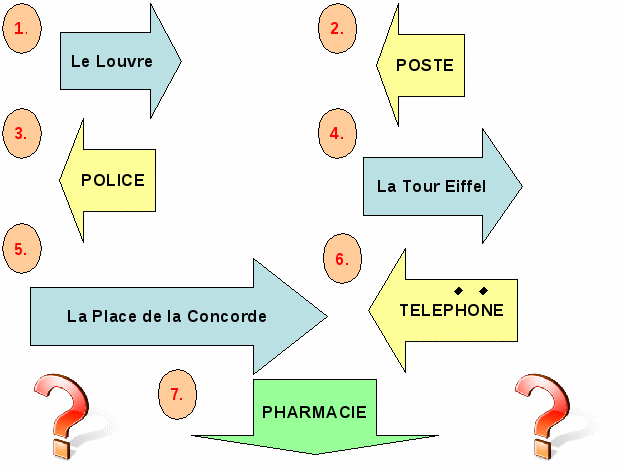 1.
Le Louvre
2.
POSTE
3.
POLICE
4.
La Tour Eiffel
5.
La Place de la Concorde
6.
TELEPHONE
7.
PHARMACIE
? ?